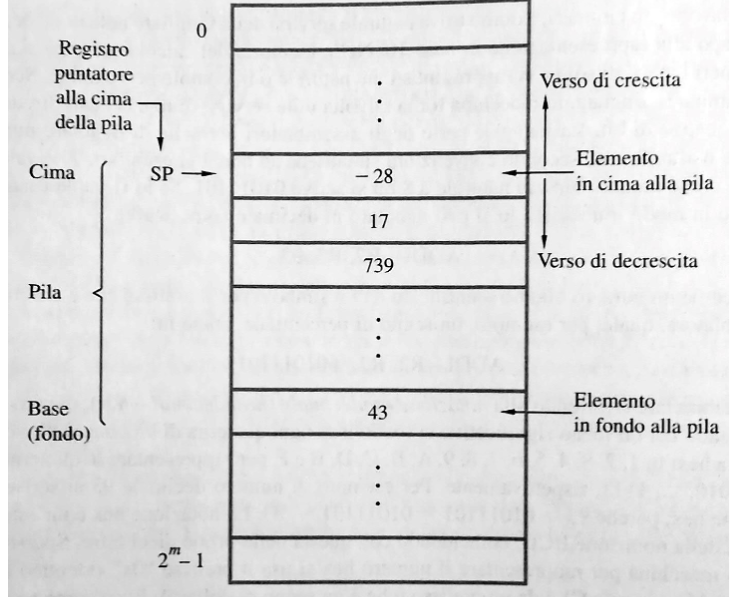 0
Registro
puntatore
alla cima
della pila
Verso di crescita
Cima
SP
−28
Elemento
in cima alla pila
17
739
Verso di decrescita
Pila
Base
(fondo)
43
Elemento
in fondo alla pila
2^m−1